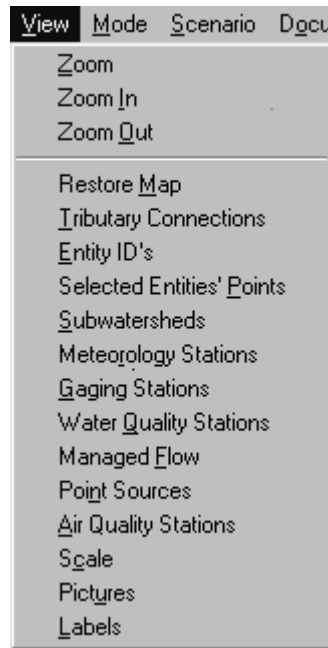 View Mode Scenario Docu
Zoom
Zoom In
Zoom Out
Restore Map
Tributary Connections
Entity ID's
Selected Entities' Points
Subwatersheds
Meteorology Stations
Gaging Stations
Water Quality Stations
Managed Flow
Point Sources
Air Quality Stations
Scale
Pictures
Labels